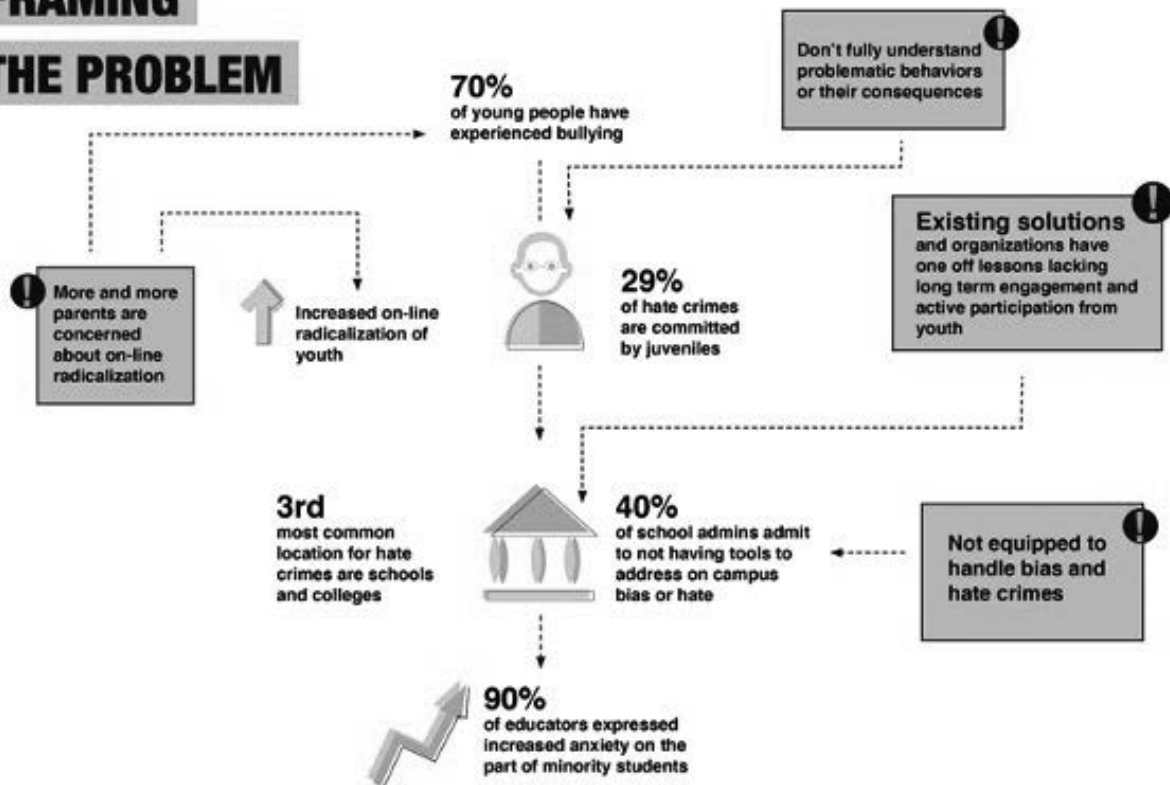 FRAMING
THE PROBLEM
70%
of young people have
experienced bullying
Don't fully understand
problematic behaviors
or their consequences
!
More and more
parents are
concerned
about on-line
radicalization
!
Increased on-line
radicalization of
youth
29%
of hate crimes
are committed
by juveniles
Existing solutions
and organizations have
one off lessons lacking
long term engagement and
active participation from
youth
!
3rd
most common
location for hate
crimes are schools
and colleges
40%
of school admins admit
to not having tools to
address on campus
bias or hate
Not equipped to
handle bias and
hate crimes
!
90%
of educators expressed
increased anxiety on the
part of minority students